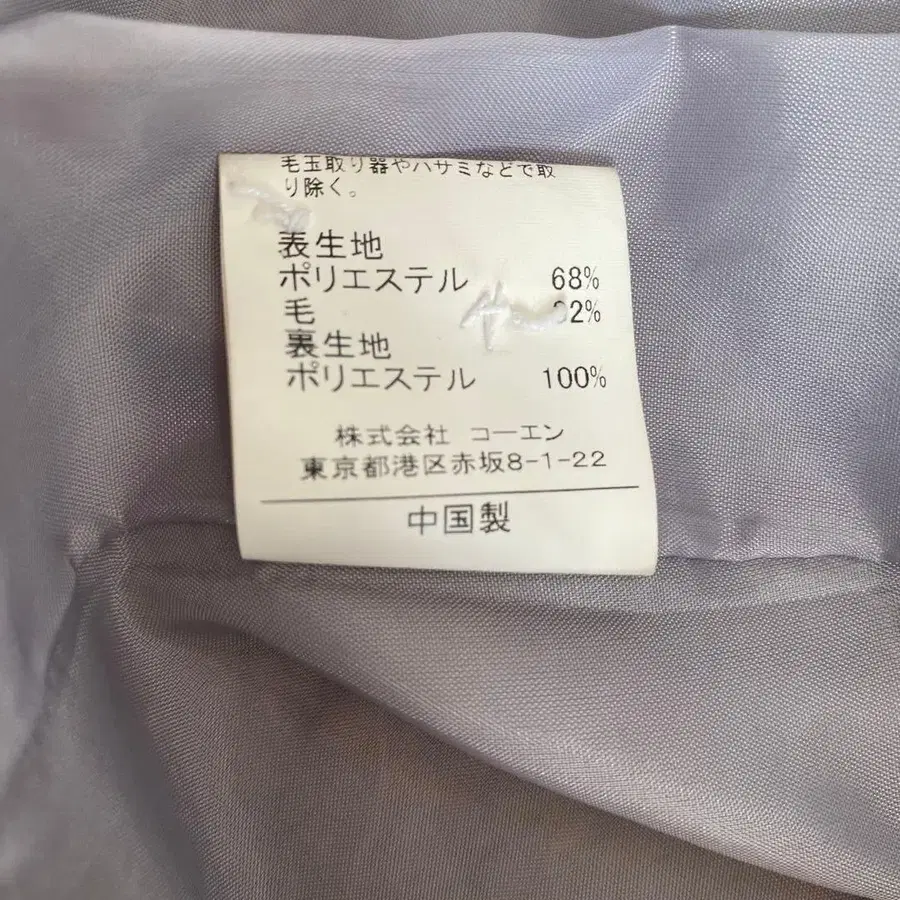 毛玉取り器やハサミなどで取
り除く。
表生地
ポリエステル 68%
毛 2%
裏生地
ポリエステル 100%
株式会社 コーエン
東京都港区赤坂8-1-22
中国製